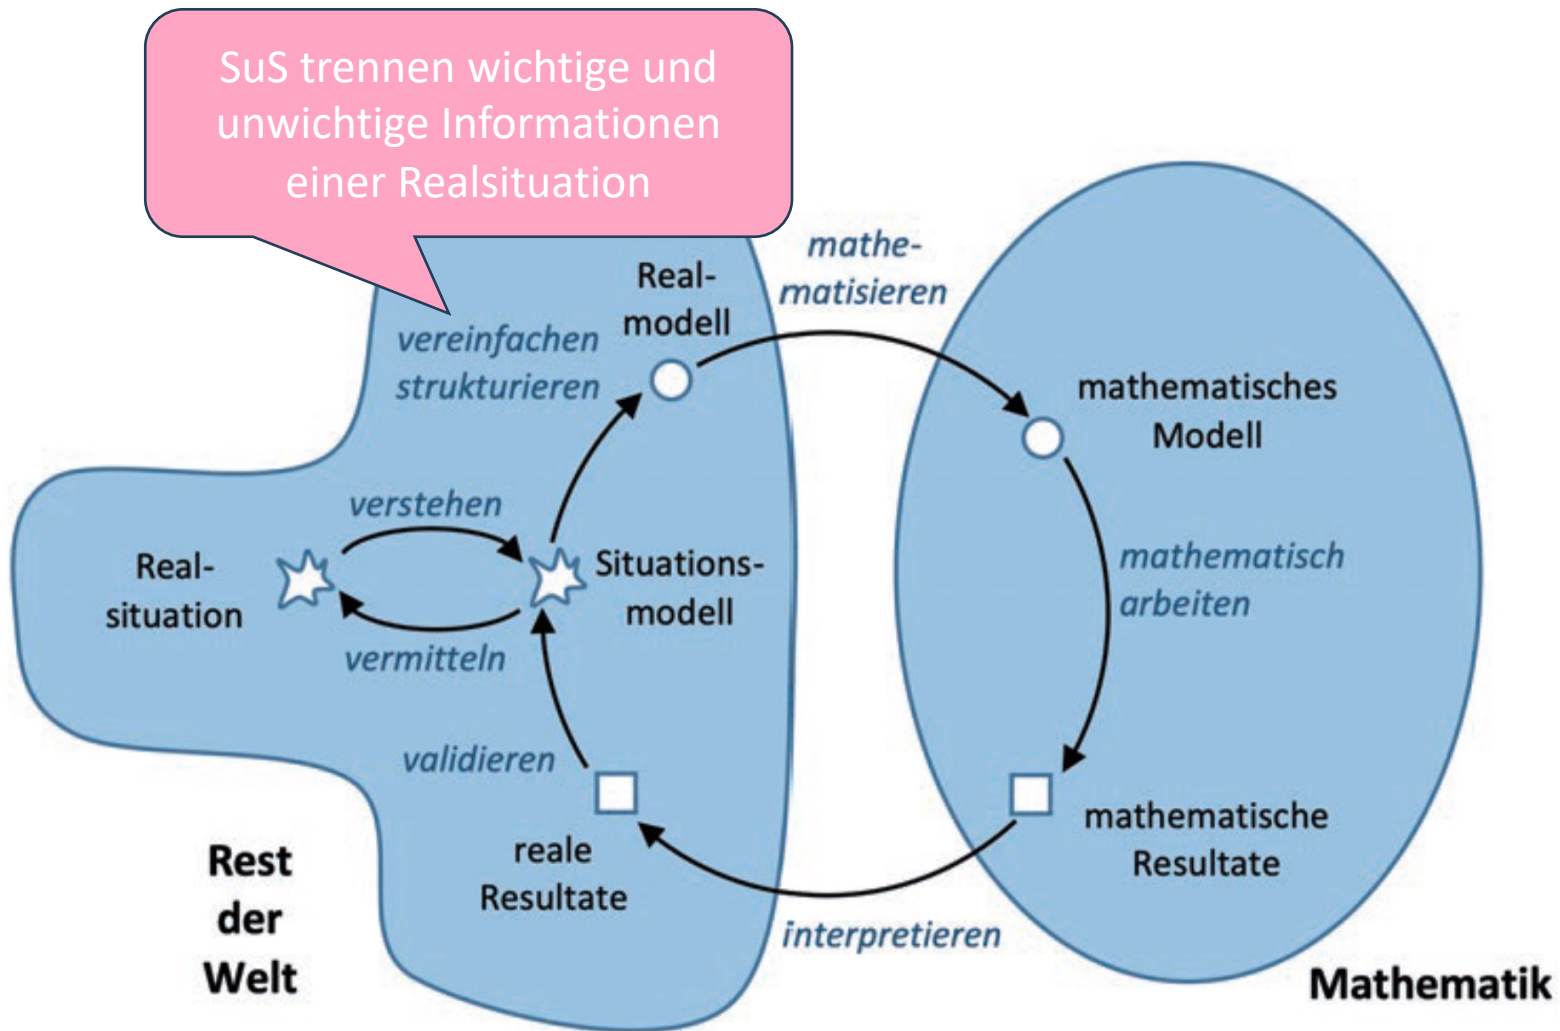 SuS trennen wichtige und
unwichtige Informationen
einer Realsituation
mathe-
matisieren
Real-
modell
vereinfachen
strukturieren
mathematisches
Modell
verstehen
Real-
situation
Situations-
modell
mathematisch
arbeiten
vermitteln
validieren
reale
Resultate
mathematische
Resultate
interpretieren
Rest
der
Welt
Mathematik